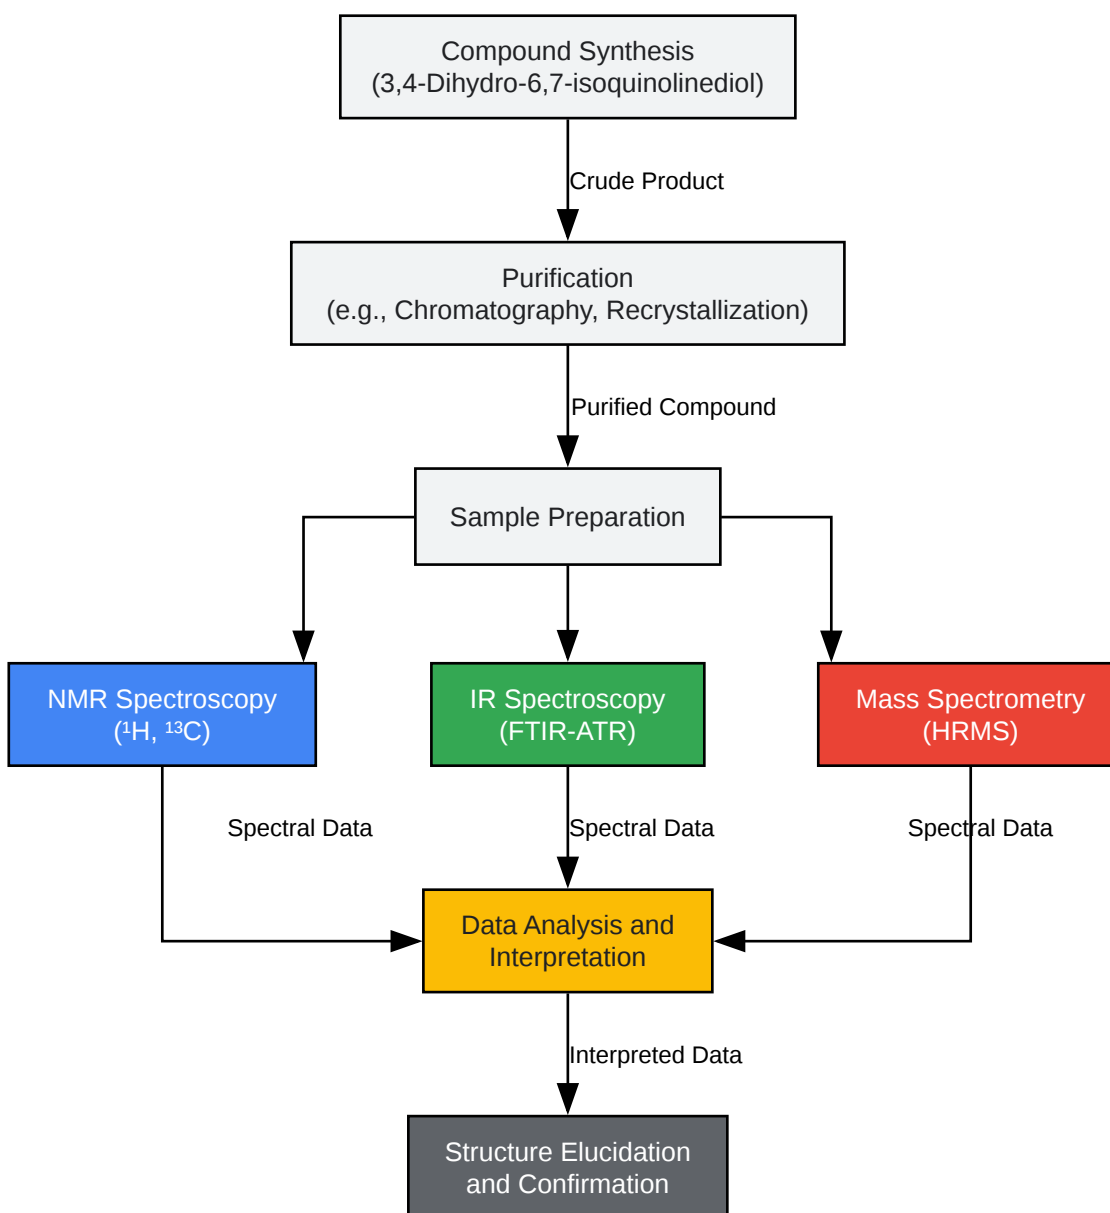 Compound Synthesis
(3,4-Dihydro-6,7-isoquinolinediol)
Crude Product
Purification
(e.g., Chromatography, Recrystallization)
Purified Compound
Sample Preparation
NMR Spectroscopy
(¹H, ¹³C)
IR Spectroscopy
(FTIR-ATR)
Mass Spectrometry
(HRMS)
Spectral Data
Spectral Data
Spectral Data
Data Analysis and
Interpretation
Interpreted Data
Structure Elucidation
and Confirmation